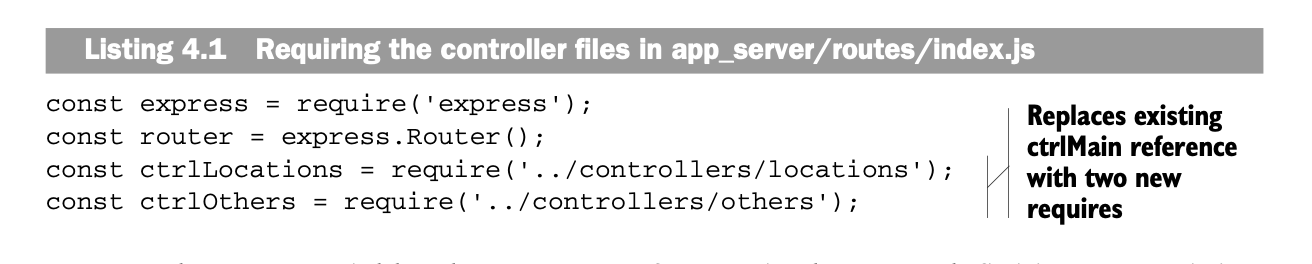 Listing 4.1 Requiring the controller files in app_server/routes/index.js
const express = require('express');
const router = express.Router();
const ctrlLocations = require('../controllers/locations');
const ctrlOthers = require('../controllers/others');
Replaces existing
ctrlMain reference
with two new
requires